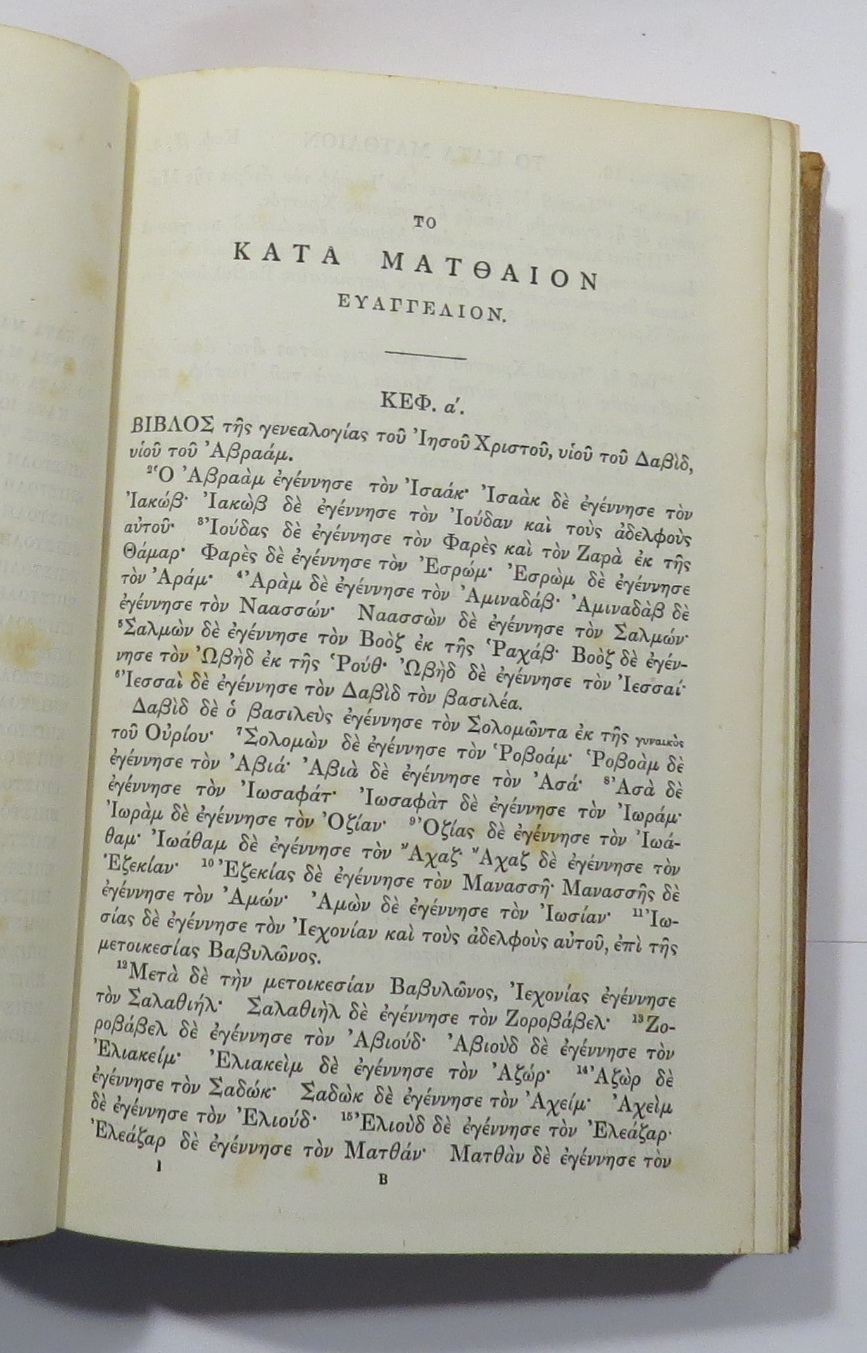 ΤΟ
ΚΑΤΑ ΜΑΤΘΑΙΟΝ
ΕΥΑΓΓΕΛΙΟΝ.
ΚΕΦ. α΄.
ΒΙΒΛΟΣ τῆς γενεαλογίας τοῦ Ἰησοῦ Χριστοῦ, υἱοῦ τοῦ Δαβὶδ,
υἱοῦ τοῦ Ἀβραάμ.
²Ὁ Ἀβραὰμ ἐγέννησε τὸν Ἰσαάκ· Ἰσαὰκ δὲ ἐγέννησε τὸν
Ἰακώβ· Ἰακὼβ δὲ ἐγέννησε τὸν Ἰούδαν καὶ τοὺς ἀδελφοὺς
αὐτοῦ· ³Ἰούδας δὲ ἐγέννησε τὸν Φαρὲς καὶ τὸν Ζαρὰ ἐκ τῆς
Θάμαρ· Φαρὲς δὲ ἐγέννησε τὸν Ἐσρώμ· Ἐσρὼμ δὲ ἐγέννησε
τὸν Ἀράμ· ⁴Ἀρὰμ δὲ ἐγέννησε τὸν Ἀμιναδάβ· Ἀμιναδὰβ δὲ
ἐγέννησε τὸν Ναασσών· Ναασσὼν δὲ ἐγέννησε τὸν Σαλμών·
⁵Σαλμὼν δὲ ἐγέννησε τὸν Βοὸζ ἐκ τῆς Ῥαχάβ· Βοὸζ δὲ ἐγέν-
νησε τὸν Ὠβὴδ ἐκ τῆς Ῥούθ· Ὠβὴδ δὲ ἐγέννησε τὸν Ἰεσσαί·
⁶Ἰεσσαὶ δὲ ἐγέννησε τὸν Δαβὶδ τὸν βασιλέα.
Δαβὶδ δὲ ὁ βασιλεὺς ἐγέννησε τὸν Σολομῶντα ἐκ τῆς γυναικὸς
τοῦ Οὐρίου· ⁷Σολομὼν δὲ ἐγέννησε τὸν Ῥοβοάμ· Ῥοβοὰμ δὲ
ἐγέννησε τὸν Ἀβιά· Ἀβιὰ δὲ ἐγέννησε τὸν Ἀσά· ⁸Ἀσὰ δὲ
ἐγέννησε τὸν Ἰωσαφάτ· Ἰωσαφὰτ δὲ ἐγέννησε τὸν Ἰωράμ·
Ἰωρὰμ δὲ ἐγέννησε τὸν Ὀζίαν· ⁹Ὀζίας δὲ ἐγέννησε τὸν Ἰωά-
θαμ· Ἰωάθαμ δὲ ἐγέννησε τὸν Ἄχαζ· Ἄχαζ δὲ ἐγέννησε τὸν
Ἐζεκίαν· ¹⁰Ἐζεκίας δὲ ἐγέννησε τὸν Μανασσῆ· Μανασσῆς δὲ
ἐγέννησε τὸν Ἀμών· Ἀμὼν δὲ ἐγέννησε τὸν Ἰωσίαν· ¹¹Ἰω-
σίας δὲ ἐγέννησε τὸν Ἰεχονίαν καὶ τοὺς ἀδελφοὺς αὐτοῦ, ἐπὶ τῆς
μετοικεσίας Βαβυλῶνος.
¹²Μετὰ δὲ τὴν μετοικεσίαν Βαβυλῶνος, Ἰεχονίας ἐγέννησε
τὸν Σαλαθιήλ· Σαλαθιὴλ δὲ ἐγέννησε τὸν Ζοροβάβελ· ¹³Ζο-
ροβάβελ δὲ ἐγέννησε τὸν Ἀβιούδ· Ἀβιοὺδ δὲ ἐγέννησε τὸν
Ἐλιακείμ· Ἐλιακεὶμ δὲ ἐγέννησε τὸν Ἀζώρ· ¹⁴Ἀζὼρ δὲ
ἐγέννησε τὸν Σαδώκ· Σαδὼκ δὲ ἐγέννησε τὸν Ἀχείμ· Ἀχεὶμ
δὲ ἐγέννησε τὸν Ἐλιούδ· ¹⁵Ἐλιοὺδ δὲ ἐγέννησε τὸν Ἐλεάζαρ·
Ἐλεάζαρ δὲ ἐγέννησε τὸν Ματθάν· Ματθὰν δὲ ἐγέννησε τὸν
1 B